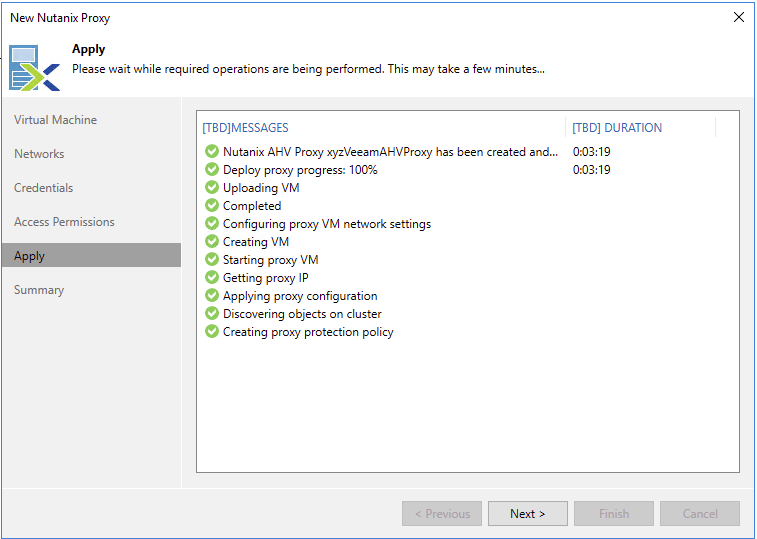 New Nutanix Proxy
Apply
Please wait while required operations are being performed. This may take a few minutes...
Virtual Machine
Networks
Credentials
Access Permissions
Apply
Summary
[TBD]MESSAGES [TBD] DURATION
Nutanix AHV Proxy xyzVeeamAHVProxy has been created and... 0:03:19
Deploy proxy progress: 100% 0:03:19
Uploading VM
Completed
Configuring proxy VM network settings
Creating VM
Starting proxy VM
Getting proxy IP
Applying proxy configuration
Discovering objects on cluster
Creating proxy protection policy
< Previous Next > Finish Cancel